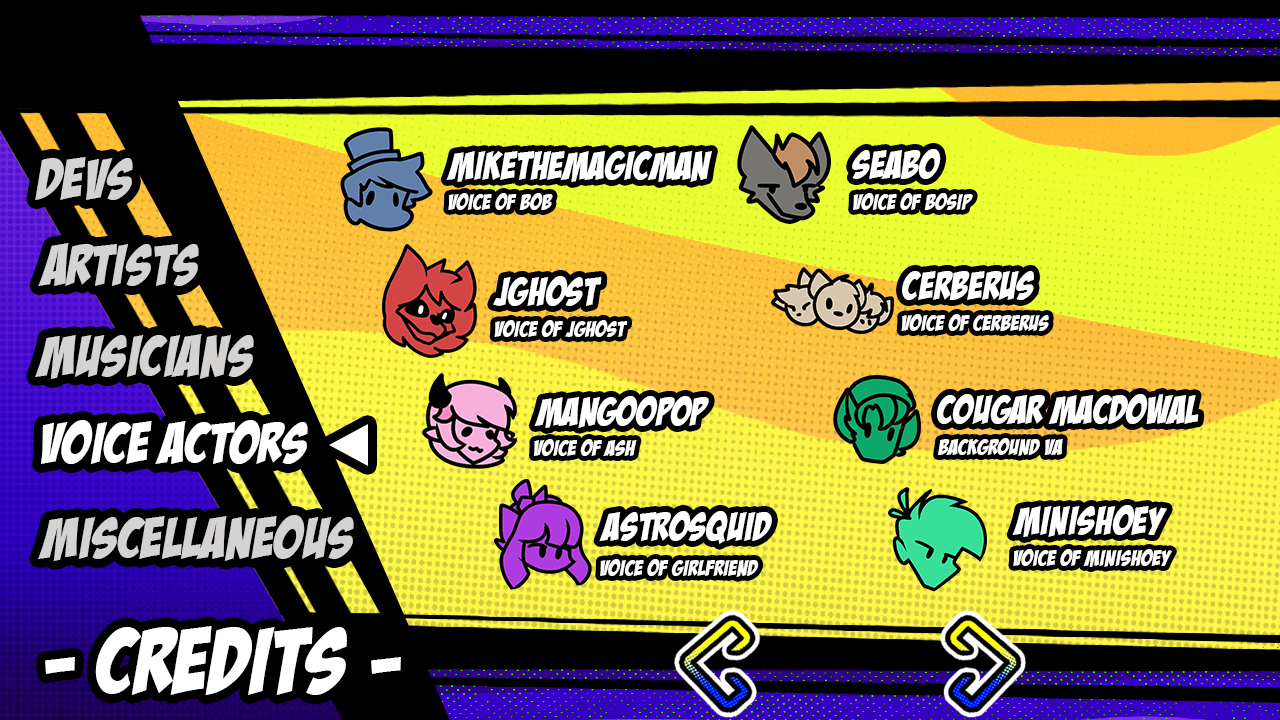 DEVS
ARTISTS
MUSICIANS
VOICE ACTORS
MISCELLANEOUS
- CREDITS -
MIKETHEMAGICMAN
VOICE OF BOB
SEABO
VOICE OF BOSIP
JGHOST
VOICE OF JGHOST
CERBERUS
VOICE OF CERBERUS
MANGOOPOP
VOICE OF ASH
COUGAR MACDOWAL
BACKGROUND VA
ASTROSQUID
VOICE OF GIRLFRIEND
MINISHOEY
VOICE OF MINISHOEY